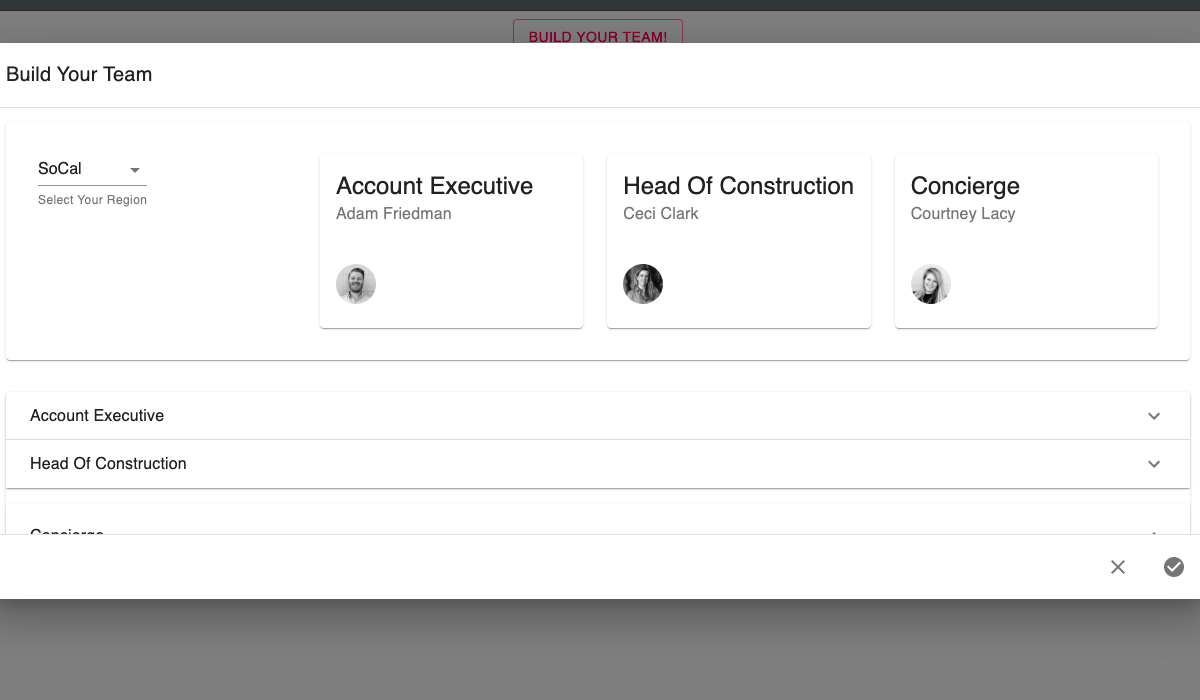 BUILD YOUR TEAM!
Build Your Team
SoCal
Select Your Region
Account Executive
Adam Friedman
Head Of Construction
Ceci Clark
Concierge
Courtney Lacy
Account Executive
Head Of Construction
Concierge